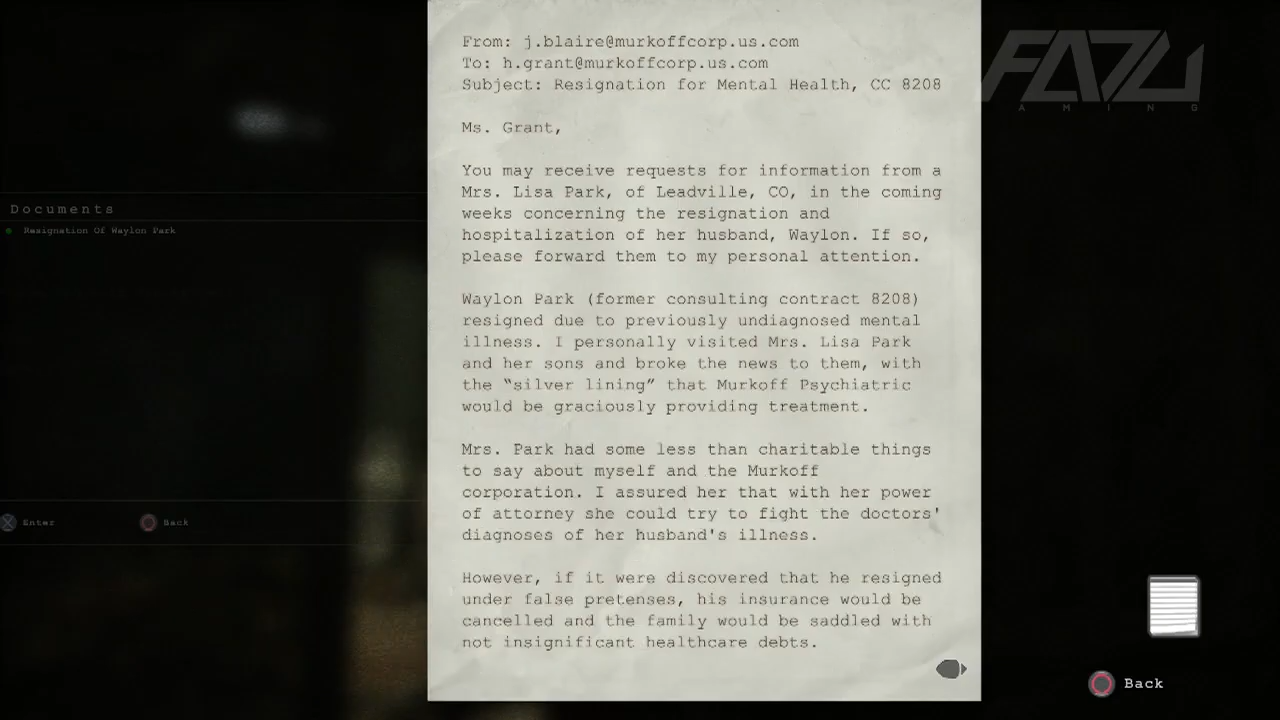 From: j.blaire@murkoffcorp.us.com
To: h.grant@murkoffcorp.us.com
Subject: Resignation for Mental Health, CC 8208
Ms. Grant,
You may receive requests for information from a
Mrs. Lisa Park, of Leadville, CO, in the coming
weeks concerning the resignation and
hospitalization of her husband, Waylon. If so,
please forward them to my personal attention.
Waylon Park (former consulting contract 8208)
resigned due to previously undiagnosed mental
illness. I personally visited Mrs. Lisa Park
and her sons and broke the news to them, with
the “silver lining” that Murkoff Psychiatric
would be graciously providing treatment.
Mrs. Park had some less than charitable things
to say about myself and the Murkoff
corporation. I assured her that with her power
of attorney she could try to fight the doctors'
diagnoses of her husband's illness.
However, if it were discovered that he resigned
under false pretenses, his insurance would be
cancelled and the family would be saddled with
not insignificant healthcare debts.
Documents
Resignation Of Waylon Park
Enter
Back
FAZU
AMING
Back